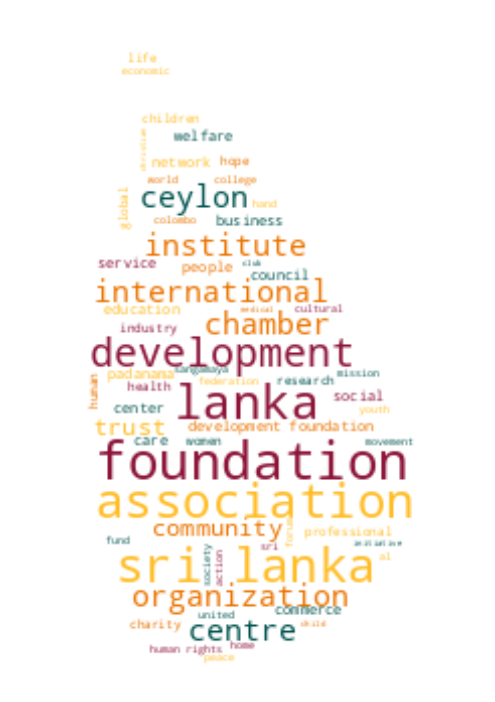 life
economic
children
welfare
christian
network hope
world college
global
ceylon hand
colombo business
institute
service people club
council
international
education medical cultural
industry chamber
development
padanama sangamaya mission
human health federation research
lanka social
center youth
trust development foundation
care women movement
foundation
association
community forum professional
fund society sri initiative
action al
sri lanka
organization
united commerce
charity centre child
human rights home
peace